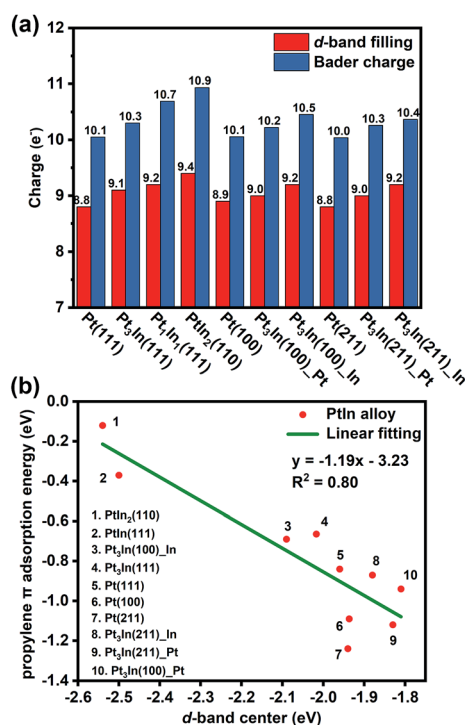 (a)
d-band filling
Bader charge
12
11
10
9
8
7
Charge (e⁻)
8.8
10.1
9.1
10.3
9.2
10.7
9.4
10.9
8.9
10.1
9.0
10.2
9.2
10.5
8.8
10.0
9.0
10.3
9.2
10.4
Pt(111)
Pt₃In(111)
Pt₁In₁(111)
PtIn₂(110)
Pt(100)
Pt₃In(100)_Pt
Pt₃In(100)_In
Pt(211)
Pt₃In(211)_Pt
Pt₃In(211)_In
(b)
PtIn alloy
Linear fitting
y = -1.19x - 3.23
R² = 0.80
0.0
-0.2
-0.4
-0.6
-0.8
-1.0
-1.2
-1.4
propylene π adsorption energy (eV)
1
2
3
4
5
6
7
8
9
10
1. PtIn₂(110)
2. PtIn(111)
3. Pt₃In(100)_In
4. Pt₃In(111)
5. Pt(111)
6. Pt(100)
7. Pt(211)
8. Pt₃In(211)_In
9. Pt₃In(211)_Pt
10. Pt₃In(100)_Pt
-2.6
-2.5
-2.4
-2.3
-2.2
-2.1
-2.0
-1.9
-1.8
d-band center (eV)